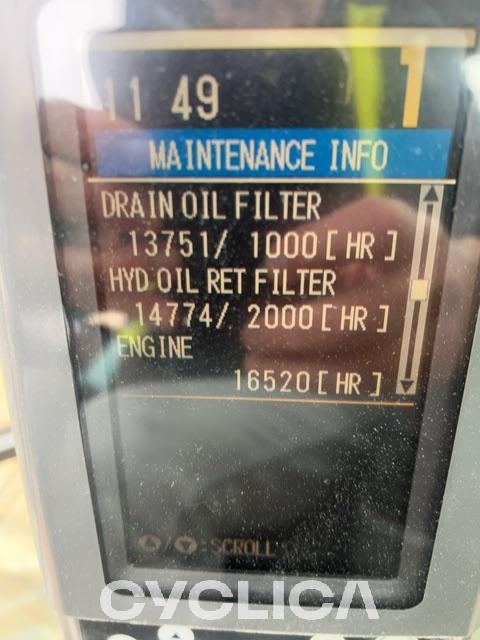 11 49
1
MAINTENANCE INFO
DRAIN OIL FILTER
13751/ 1000[HR]
HYD OIL RET FILTER
14774/ 2000[HR]
ENGINE
16520[HR]
▲/▼:SCROLL
CYCLICA